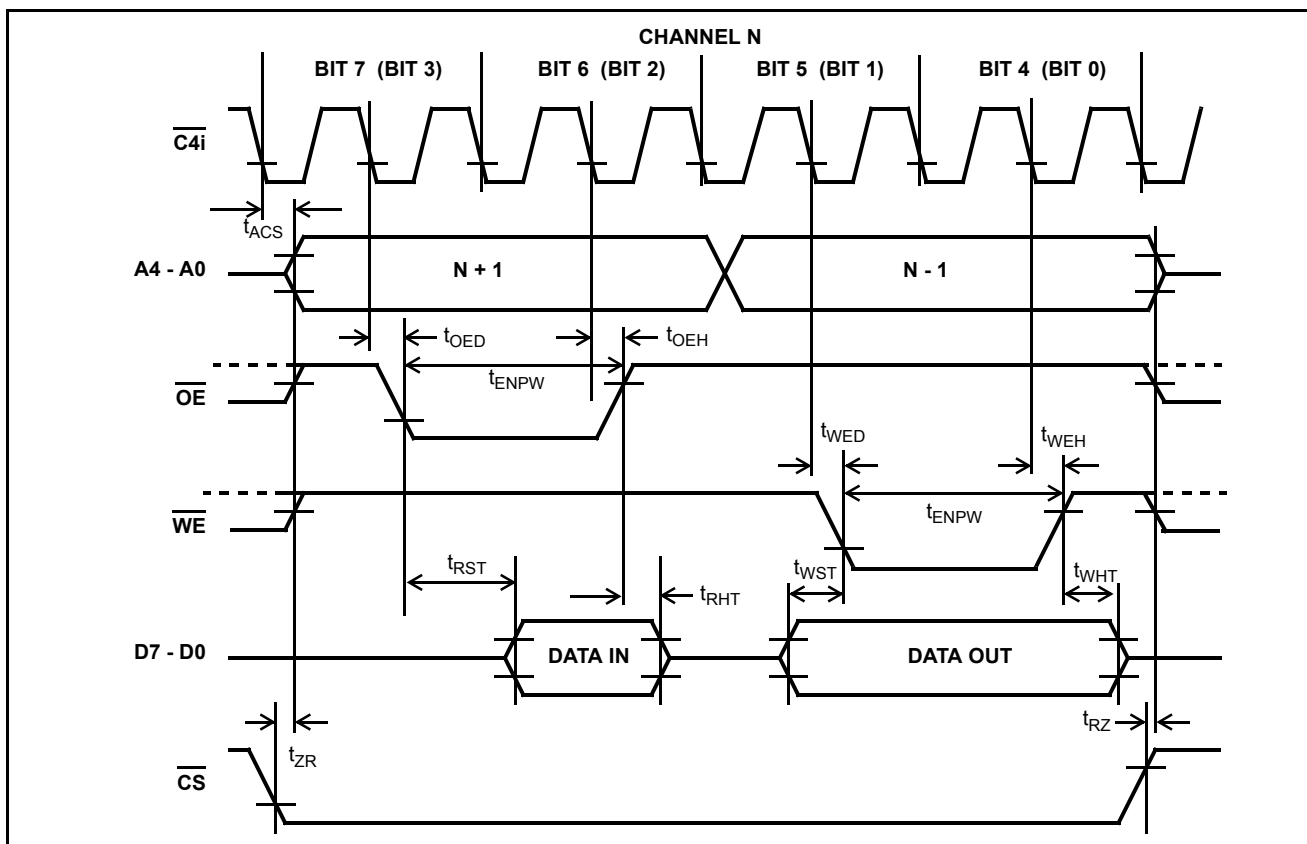 CHANNEL N
BIT 7 (BIT 3) BIT 6 (BIT 2) BIT 5 (BIT 1) BIT 4 (BIT 0)
C4i
tACS
A4 - A0 N + 1 N - 1
tOED tOEH
tENPW
OE
tWED tWEH
tENPW
WE
tRST tWST tWHT
tRHT
D7 - D0 DATA IN DATA OUT
tRZ
tZR
CS